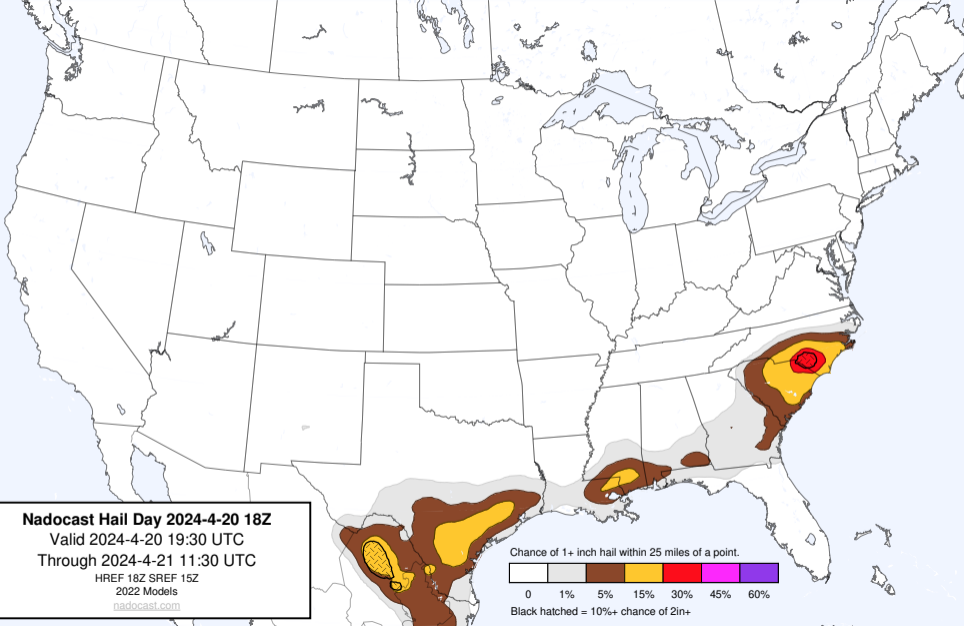 Nadocast Hail Day 2024-4-20 18Z
Valid 2024-4-20 19:30 UTC
Through 2024-4-21 11:30 UTC
HREF 18Z SREF 15Z
2022 Models
nadocast.com
Chance of 1+ inch hail within 25 miles of a point.
0 1% 5% 15% 30% 45% 60%
Black hatched = 10%+ chance of 2in+